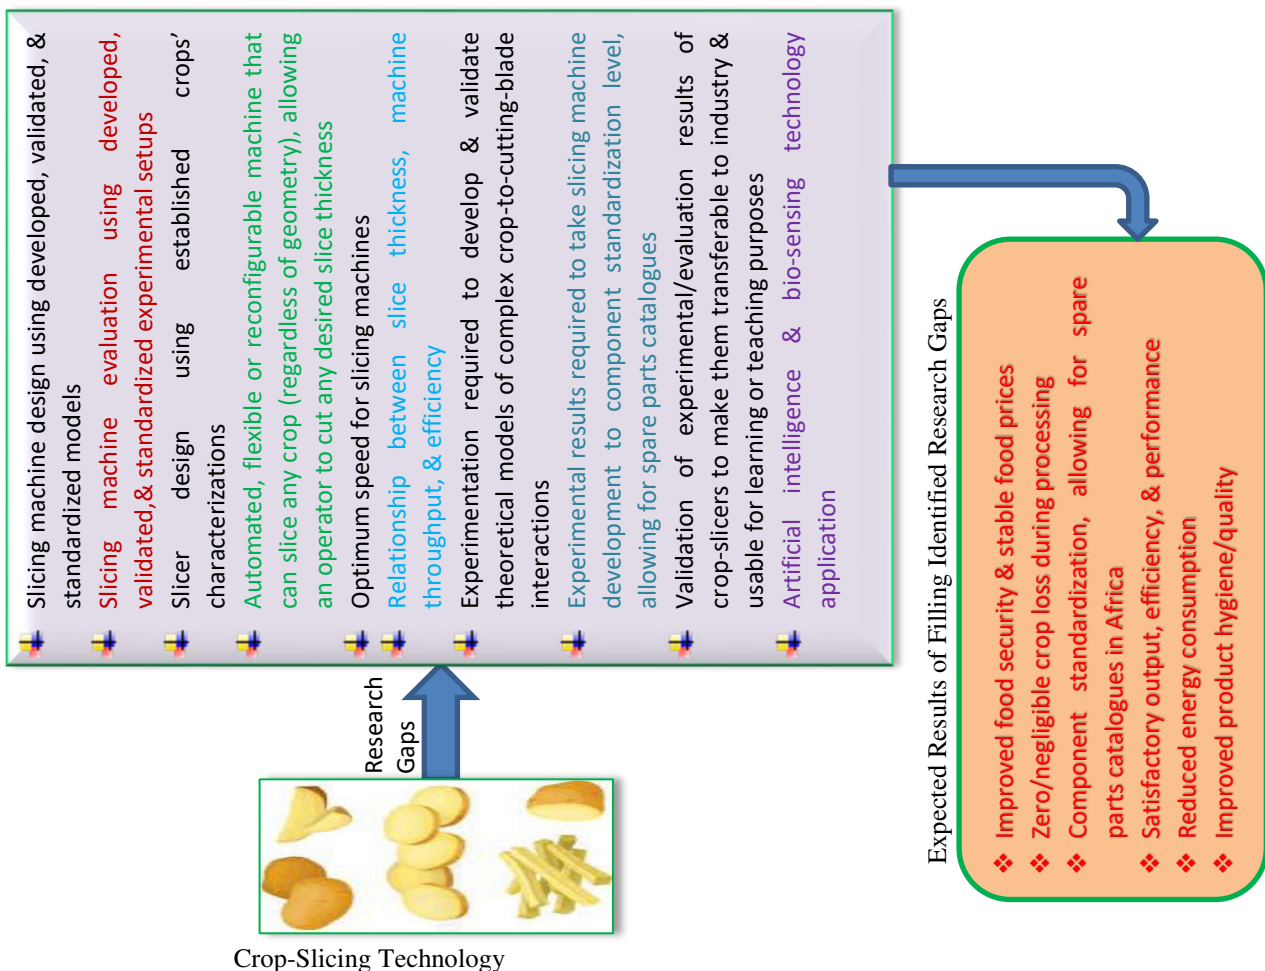 Crop-Slicing Technology
Research
Gaps
Slicing machine design using developed, validated, &
standardized models
Slicing machine evaluation using developed,
validated,& standardized experimental setups
Slicer design using established crops’
characterizations
Automated, flexible or reconfigurable machine that
can slice any crop (regardless of geometry), allowing
an operator to cut any desired slice thickness
Optimum speed for slicing machines
Relationship between slice thickness, machine
throughput, & efficiency
Experimentation required to develop & validate
theoretical models of complex crop-to-cutting-blade
interactions
Experimental results required to take slicing machine
development to component standardization level,
allowing for spare parts catalogues
Validation of experimental/evaluation results of
crop-slicers to make them transferable to industry &
usable for learning or teaching purposes
Artificial intelligence & bio-sensing technology
application
Expected Results of Filling Identified Research Gaps
Improved food security & stable food prices
Zero/negligible crop loss during processing
Component standardization, allowing for spare
parts catalogues in Africa
Satisfactory output, efficiency, & performance
Reduced energy consumption
Improved product hygiene/quality